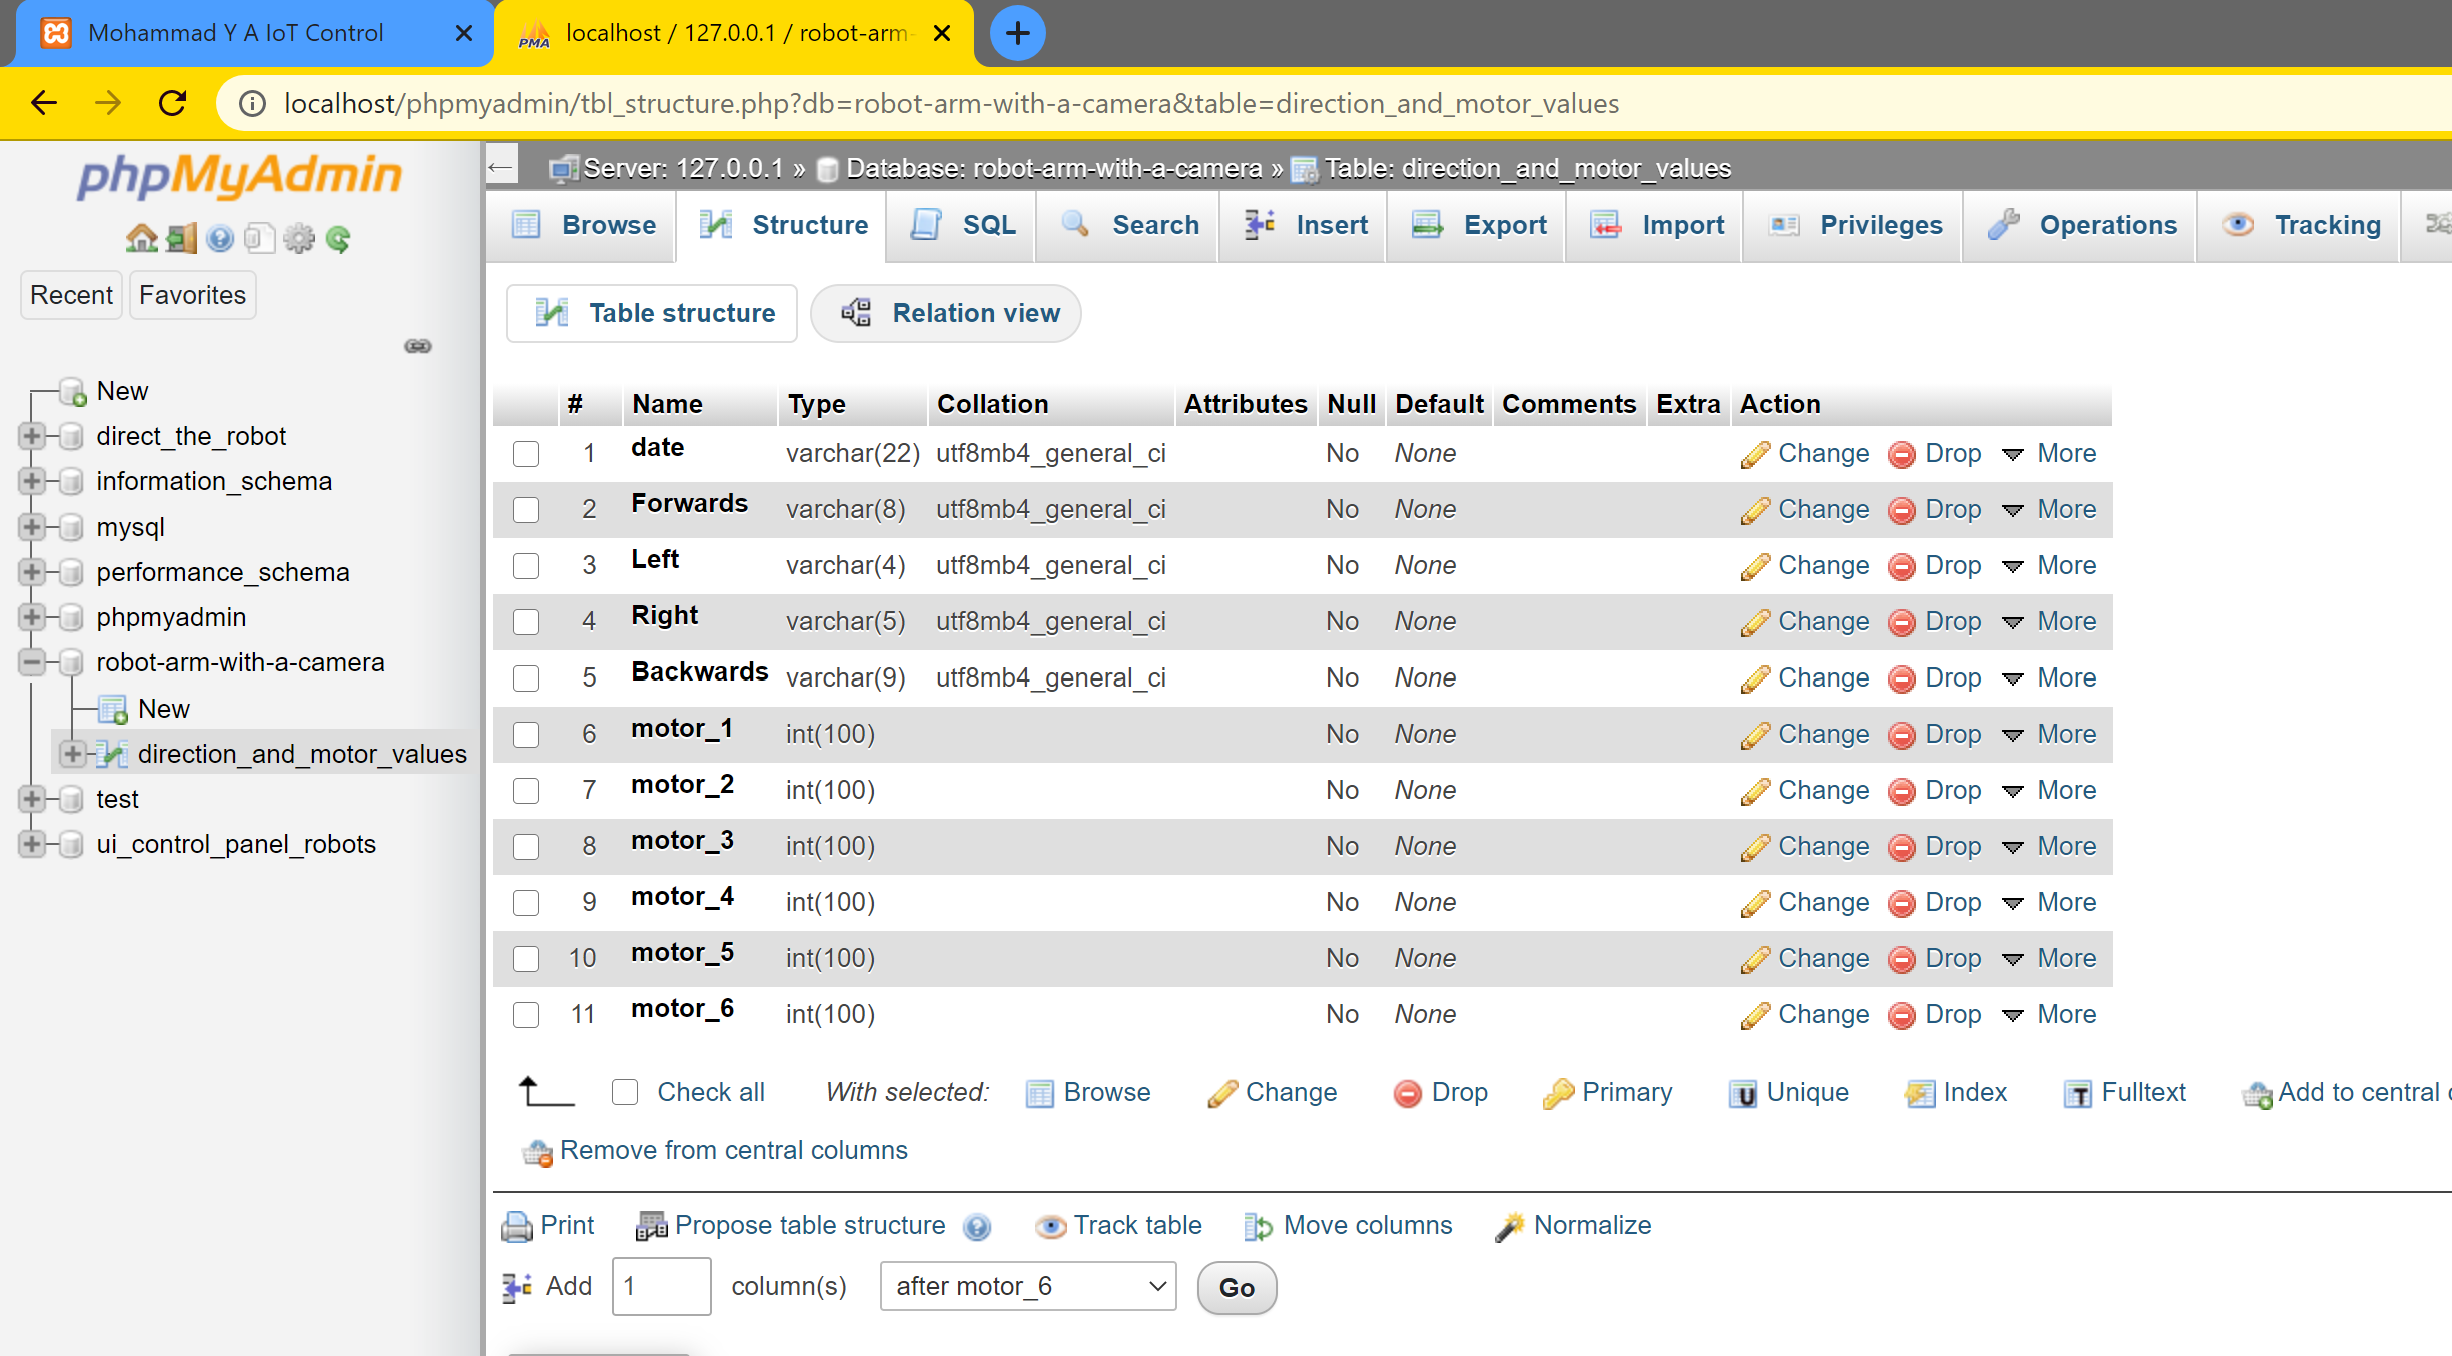 Mohammad Y A IoT Control
PMA localhost / 127.0.0.1 / robot-arm-
localhost/phpmyadmin/tbl_structure.php?db=robot-arm-with-a-camera&table=direction_and_motor_values
phpMyAdmin
Recent Favorites
New
direct_the_robot
information_schema
mysql
performance_schema
phpmyadmin
robot-arm-with-a-camera
New
direction_and_motor_values
test
ui_control_panel_robots
Server: 127.0.0.1 » Database: robot-arm-with-a-camera » Table: direction_and_motor_values
Browse Structure SQL Search Insert Export Import Privileges Operations Tracking
Table structure Relation view
# Name Type Collation Attributes Null Default Comments Extra Action
1 date varchar(22) utf8mb4_general_ci No None Change Drop More
2 Forwards varchar(8) utf8mb4_general_ci No None Change Drop More
3 Left varchar(4) utf8mb4_general_ci No None Change Drop More
4 Right varchar(5) utf8mb4_general_ci No None Change Drop More
5 Backwards varchar(9) utf8mb4_general_ci No None Change Drop More
6 motor_1 int(100) No None Change Drop More
7 motor_2 int(100) No None Change Drop More
8 motor_3 int(100) No None Change Drop More
9 motor_4 int(100) No None Change Drop More
10 motor_5 int(100) No None Change Drop More
11 motor_6 int(100) No None Change Drop More
Check all With selected: Browse Change Drop Primary Unique Index Fulltext Add to central c
Remove from central columns
Print Propose table structure Track table Move columns Normalize
Add 1 column(s) after motor_6 Go